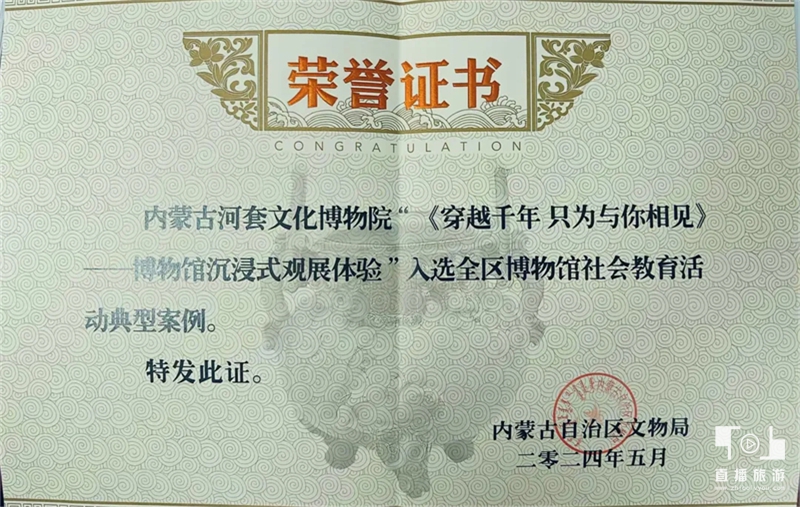 荣誉证书
CONGRATULATION
内蒙古河套文化博物院“《穿越千年 只为与你相见》
——博物馆沉浸式观展体验”入选全区博物馆社会教育活
动典型案例。
特发此证。
内蒙古自治区文物局
二零二四年五月
直播旅游